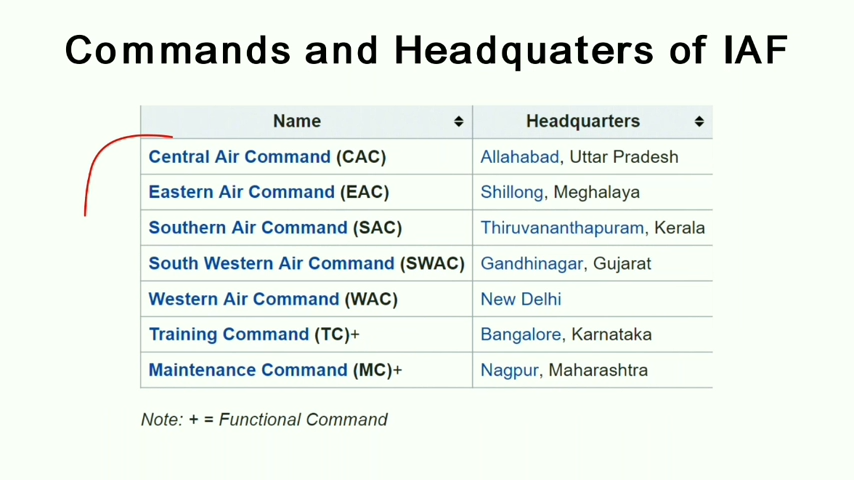 Commands and Headquaters of IAF
Name Headquarters
Central Air Command (CAC) Allahabad, Uttar Pradesh
Eastern Air Command (EAC) Shillong, Meghalaya
Southern Air Command (SAC) Thiruvananthapuram, Kerala
South Western Air Command (SWAC) Gandhinagar, Gujarat
Western Air Command (WAC) New Delhi
Training Command (TC)+ Bangalore, Karnataka
Maintenance Command (MC)+ Nagpur, Maharashtra
Note: + = Functional Command